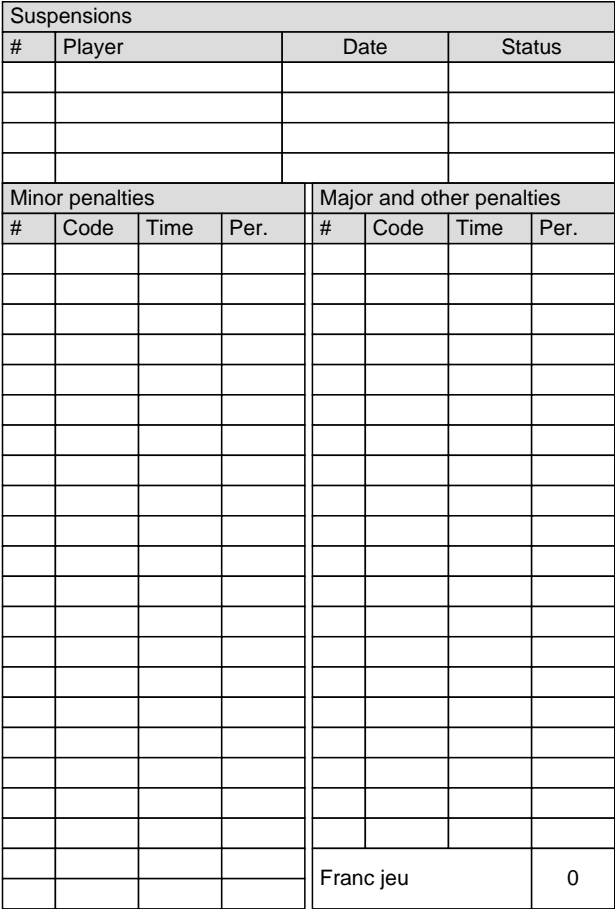 Suspensions
# Player Date Status
Minor penalties Major and other penalties
# Code Time Per. # Code Time Per.
Franc jeu 0